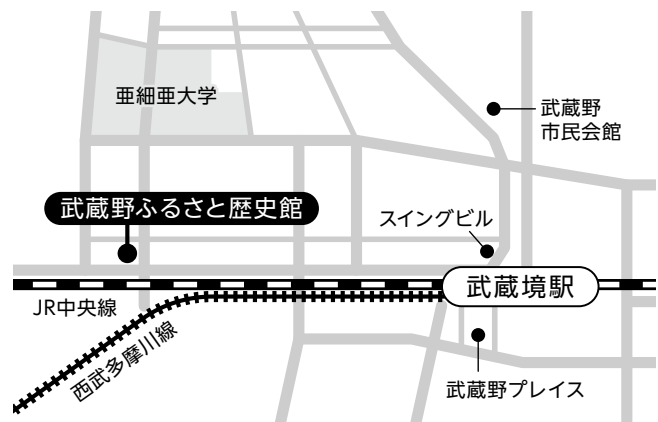 亜細亜大学
武蔵野
市民会館
武蔵野ふるさと歴史館
スイングビル
武蔵境駅
JR中央線
西武多摩川線
武蔵野プレイス